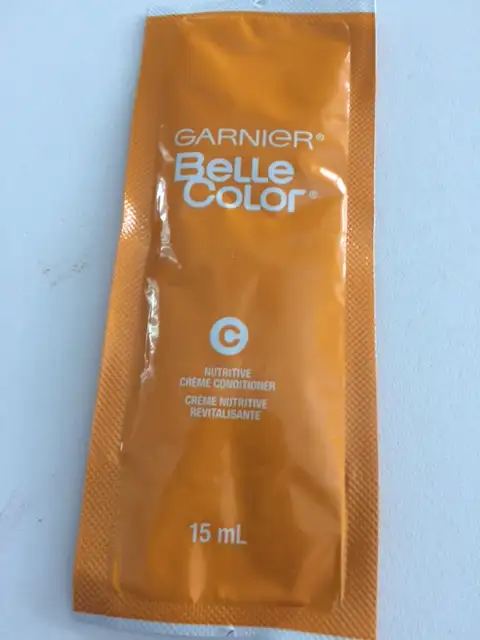 GARNIER®
Belle
Color®
C
NUTRITIVE
CRÈME CONDITIONER
CRÈME NUTRITIVE
REVITALISANTE
15 mL